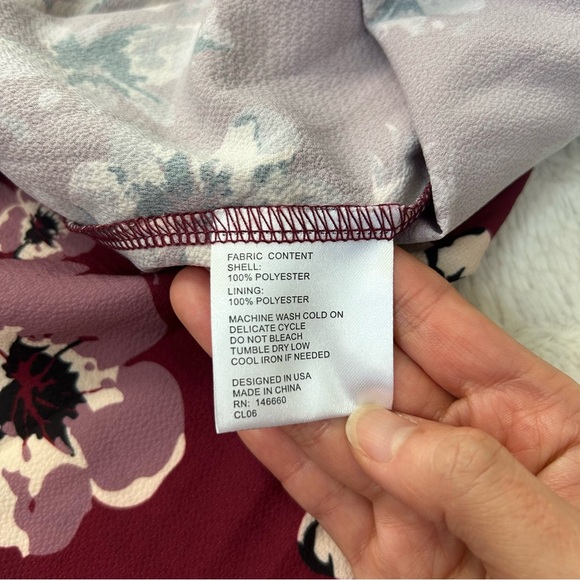 FABRIC CONTENT
SHELL:
100% POLYESTER
LINING:
100% POLYESTER
MACHINE WASH COLD ON
DELICATE CYCLE
DO NOT BLEACH
TUMBLE DRY LOW
COOL IRON IF NEEDED
DESIGNED IN USA
MADE IN CHINA
RN: 146660
CL06